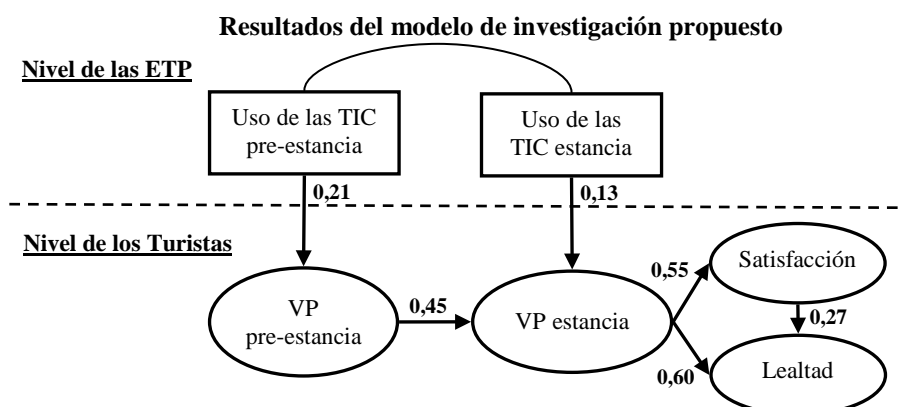 Resultados del modelo de investigación propuesto
Nivel de las ETP
Uso de las TIC
pre-estancia
Uso de las
TIC estancia
0,21
0,13
Nivel de los Turistas
VP
pre-estancia
0,45
VP estancia
0,55
Satisfacción
0,27
0,60
Lealtad